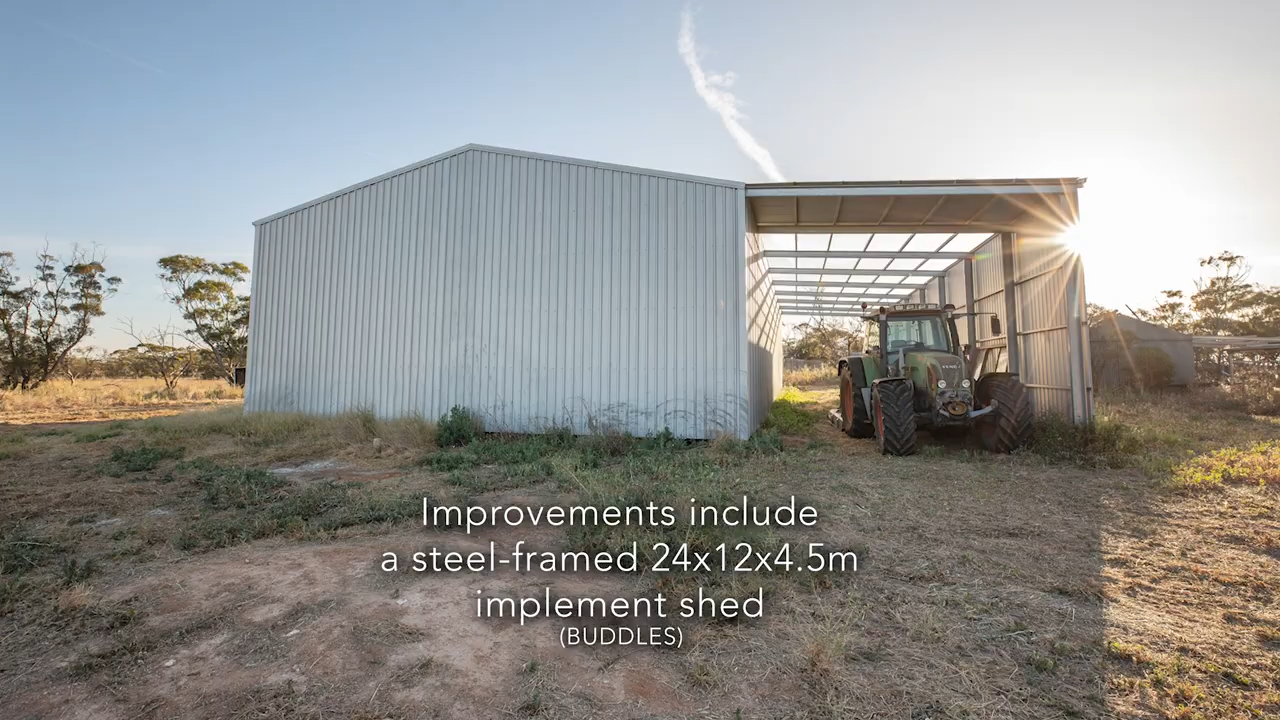 Improvements include
a steel-framed 24x12x4.5m
implement shed
(BUDDLES)